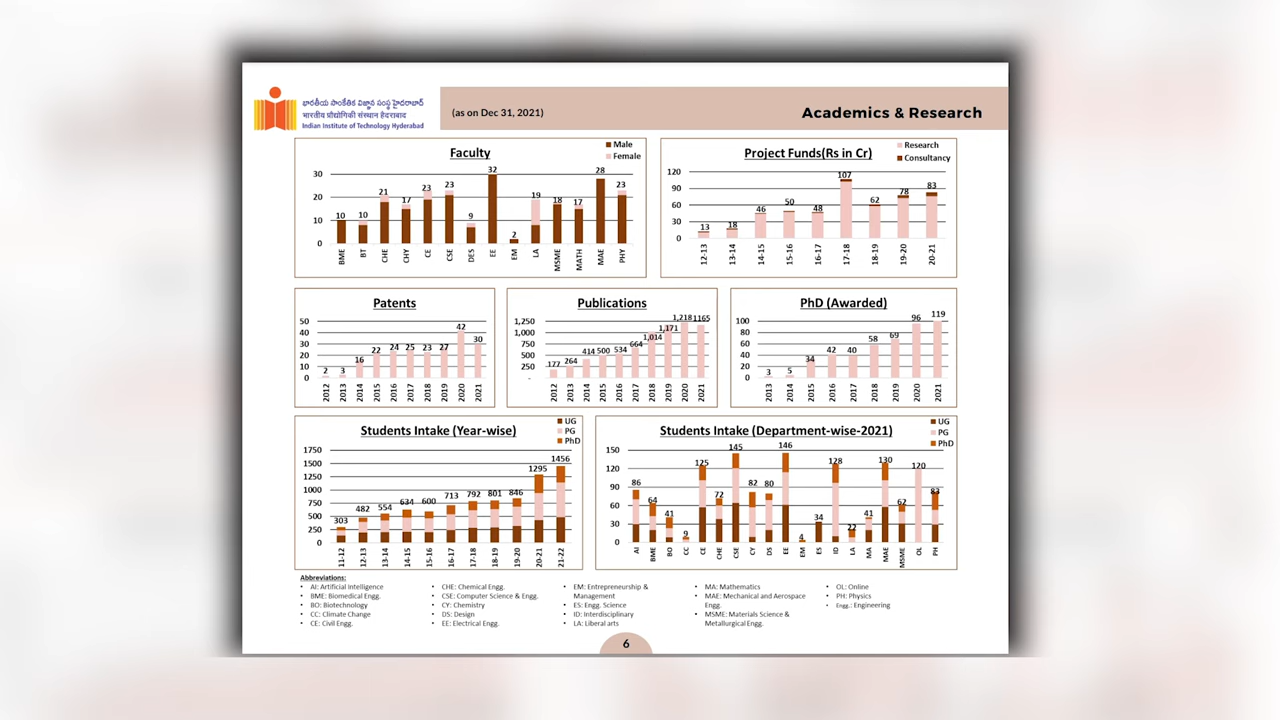 భారతీయ సాంకేతిక విజ్ఞాన సంస్థ హైదరాబాద్
भारतीय प्रौद्योगिकी संस्थान हैदराबाद
Indian Institute of Technology Hyderabad
(as on Dec 31, 2021)
Academics & Research
Faculty
Male
Female
30
20
10
0
10 10 21 17 23 23 9 32 2 19 18 17 28 23
BME BT CHE CHY CE CSE DES EE EM LA MSME MATH MAE PHY
Project Funds(Rs in Cr)
Research
Consultancy
120
90
60
30
0
13 18 46 50 48 107 62 78 83
12-13 13-14 14-15 15-16 16-17 17-18 18-19 19-20 20-21
Patents
50
40
30
20
10
0
2 3 16 22 24 25 23 27 42 30
2012 2013 2014 2015 2016 2017 2018 2019 2020 2021
Publications
1,250
1,000
750
500
250
-
177 264 414 500 534 664 1,014 1,171 1,218 1165
2012 2013 2014 2015 2016 2017 2018 2019 2020 2021
PhD (Awarded)
100
80
60
40
20
0
3 5 34 42 40 58 69 96 119
2013 2014 2015 2016 2017 2018 2019 2020 2021
Students Intake (Year-wise)
UG
PG
PhD
1750
1500
1250
1000
750
500
250
0
303 482 554 634 600 713 792 801 846 1295 1456
11-12 12-13 13-14 14-15 15-16 16-17 17-18 18-19 19-20 20-21 21-22
Students Intake (Department-wise-2021)
UG
PG
PhD
150
120
90
60
30
0
86 64 41 9 125 72 145 82 80 146 4 34 128 22 41 130 62 120 83
AI BME BO CC CE CHE CSE CY DS EE EM ES ID LA MA MAE MSME OL PH
Abbreviations:
• AI: Artificial Intelligence
• BME: Biomedical Engg.
• BO: Biotechnology
• CC: Climate Change
• CE: Civil Engg.
• CHE: Chemical Engg.
• CSE: Computer Science & Engg.
• CY: Chemistry
• DS: Design
• EE: Electrical Engg.
• EM: Entrepreneurship &
Management
• ES: Engg. Science
• ID: Interdisciplinary
• LA: Liberal arts
• MA: Mathematics
• MAE: Mechanical and Aerospace
Engg.
• MSME: Materials Science &
Metallurgical Engg.
• OL: Online
• PH: Physics
• Engg.: Engineering
6